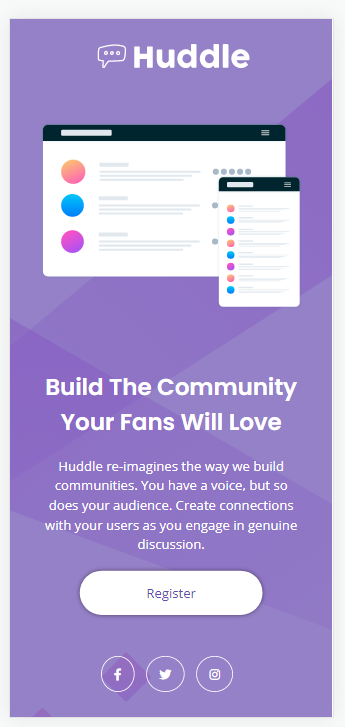 Huddle
Build The Community
Your Fans Will Love
Huddle re-imagines the way we build
communities. You have a voice, but so
does your audience. Create connections
with your users as you engage in genuine
discussion.
Register